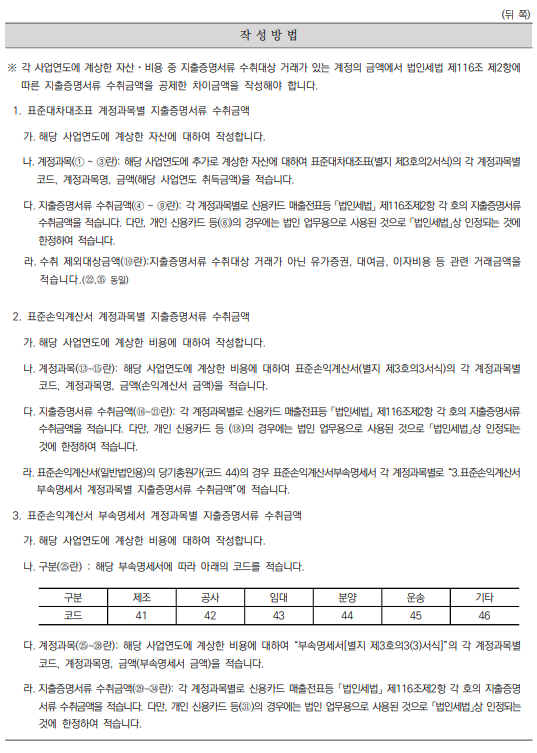 (뒤 쪽)
작 성 방 법
※ 각 사업연도에 계상한 자산ㆍ비용 중 지출증명서류 수취대상 거래가 있는 계정의 금액에서 법인세법 제116조 제2항에
따른 지출증명서류 수취금액을 공제한 차이금액을 작성해야 합니다.
1. 표준대차대조표 계정과목별 지출증명서류 수취금액
가. 해당 사업연도에 계상한 자산에 대하여 작성합니다.
나. 계정과목(① ~ ③란): 해당 사업연도에 추가로 계상한 자산에 대하여 표준대차대조표(별지 제3호의2서식)의 각 계정과목별
코드, 계정과목명, 금액(해당 사업연도 취득금액)을 적습니다.
다. 지출증명서류 수취금액(④ ~ ⑨란): 각 계정과목별로 신용카드 매출전표등 「법인세법」 제116조제2항 각 호의 지출증명서류
수취금액을 적습니다. 다만, 개인 신용카드 등(⑥)의 경우에는 법인 업무용으로 사용된 것으로 「법인세법」상 인정되는 것에
한정하여 적습니다.
라. 수취 제외대상금액(⑩란):지출증명서류 수취대상 거래가 아닌 유가증권, 대여금, 이자비용 등 관련 거래금액을
적습니다.(㉒,㉟ 동일)
2. 표준손익계산서 계정과목별 지출증명서류 수취금액
가. 해당 사업연도에 계상한 비용에 대하여 작성합니다.
나. 계정과목(⑬~⑮란): 해당 사업연도에 계상한 비용에 대하여 표준손익계산서(별지 제3호의3서식)의 각 계정과목별
코드, 계정과목명, 금액(손익계산서 금액)을 적습니다.
다. 지출증명서류 수취금액(⑯~㉑란): 각 계정과목별로 신용카드 매출전표등 「법인세법」 제116조제2항 각 호의 지출증명서류
수취금액을 적습니다. 다만, 개인 신용카드 등 (⑱)의 경우에는 법인 업무용으로 사용된 것으로 「법인세법」상 인정되는
것에 한정하여 적습니다.
라. 표준손익계산서(일반법인용)의 당기총원가(코드 44)의 경우 표준손익계산서부속명세서 각 계정과목별로 “3.표준손익계산서
부속명세서 계정과목별 지출증명서류 수취금액”에 적습니다.
3. 표준손익계산서 부속명세서 계정과목별 지출증명서류 수취금액
가. 해당 사업연도에 계상한 비용에 대하여 작성합니다.
나. 구분(㉕란) : 해당 부속명세서에 따라 아래의 코드를 적습니다.
구분 제조 공사 임대 분양 운송 기타
코드 41 42 43 44 45 46
다. 계정과목(㉖~㉘란): 해당 사업연도에 계상한 비용에 대하여 “부속명세서[별지 제3호의3(3)서식]”의 각 계정과목별
코드, 계정과목명, 금액(부속명세서 금액)을 적습니다.
라. 지출증명서류 수취금액(㉙~㉞란): 각 계정과목별로 신용카드 매출전표등 「법인세법」 제116조제2항 각 호의 지출증명
서류 수취금액을 적습니다. 다만, 개인 신용카드 등(㉛)의 경우에는 법인 업무용으로 사용된 것으로 「법인세법」상 인정되는
것에 한정하여 적습니다.